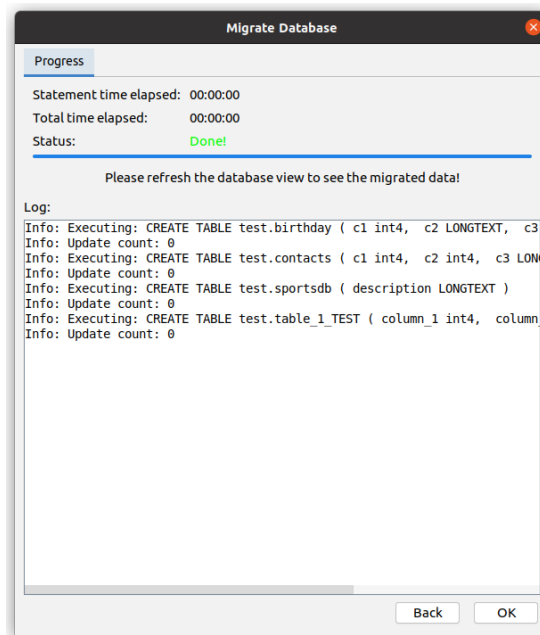 Migrate Database
Progress
Statement time elapsed: 00:00:00
Total time elapsed: 00:00:00
Status: Done!
Please refresh the database view to see the migrated data!
Log:
Info: Executing: CREATE TABLE test.birthday ( c1 int4,  c2 LONGTEXT,  c3
Info: Update count: 0
Info: Executing: CREATE TABLE test.contacts ( c1 int4,  c2 int4,  c3 LON
Info: Update count: 0
Info: Executing: CREATE TABLE test.sportsdb ( description LONGTEXT )
Info: Update count: 0
Info: Executing: CREATE TABLE test.table_1_TEST ( column_1 int4,  column_
Info: Update count: 0
Back OK